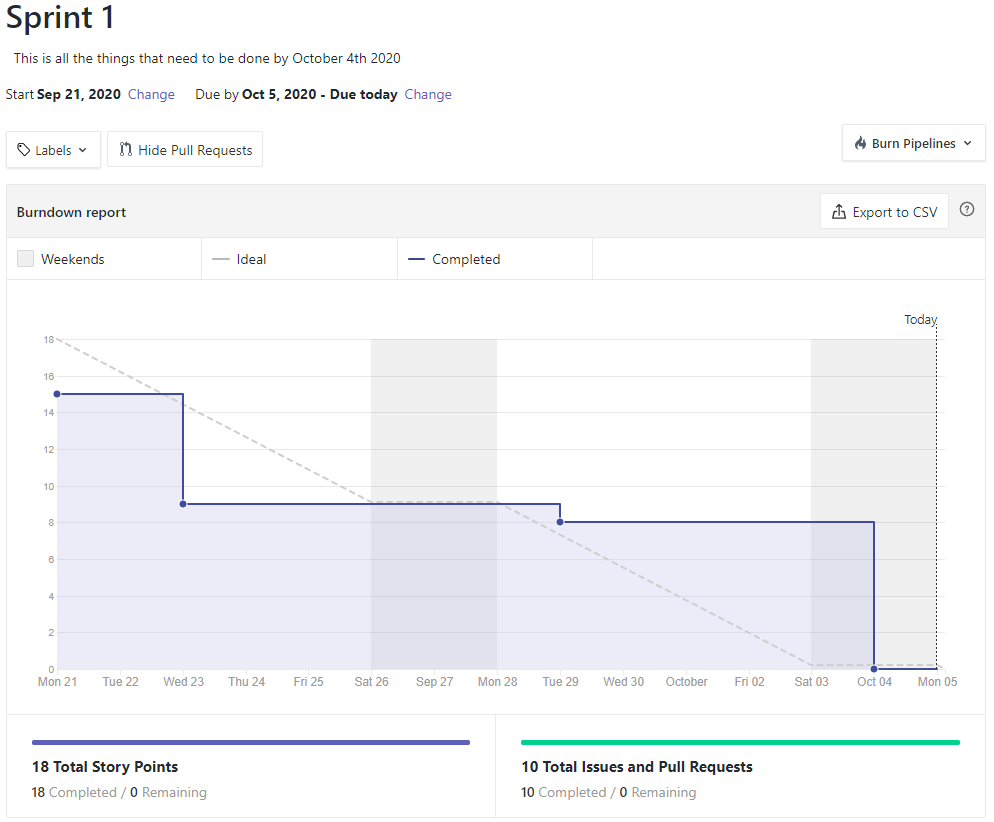 Sprint 1
This is all the things that need to be done by October 4th 2020
Start Sep 21, 2020 Change Due by Oct 5, 2020 - Due today Change
Labels Hide Pull Requests Burn Pipelines
Burndown report Export to CSV ?
Weekends Ideal Completed
Today
18
16
14
12
10
8
6
4
2
0
Mon 21 Tue 22 Wed 23 Thu 24 Fri 25 Sat 26 Sep 27 Mon 28 Tue 29 Wed 30 October Fri 02 Sat 03 Oct 04 Mon 05
18 Total Story Points
18 Completed / 0 Remaining
10 Total Issues and Pull Requests
10 Completed / 0 Remaining